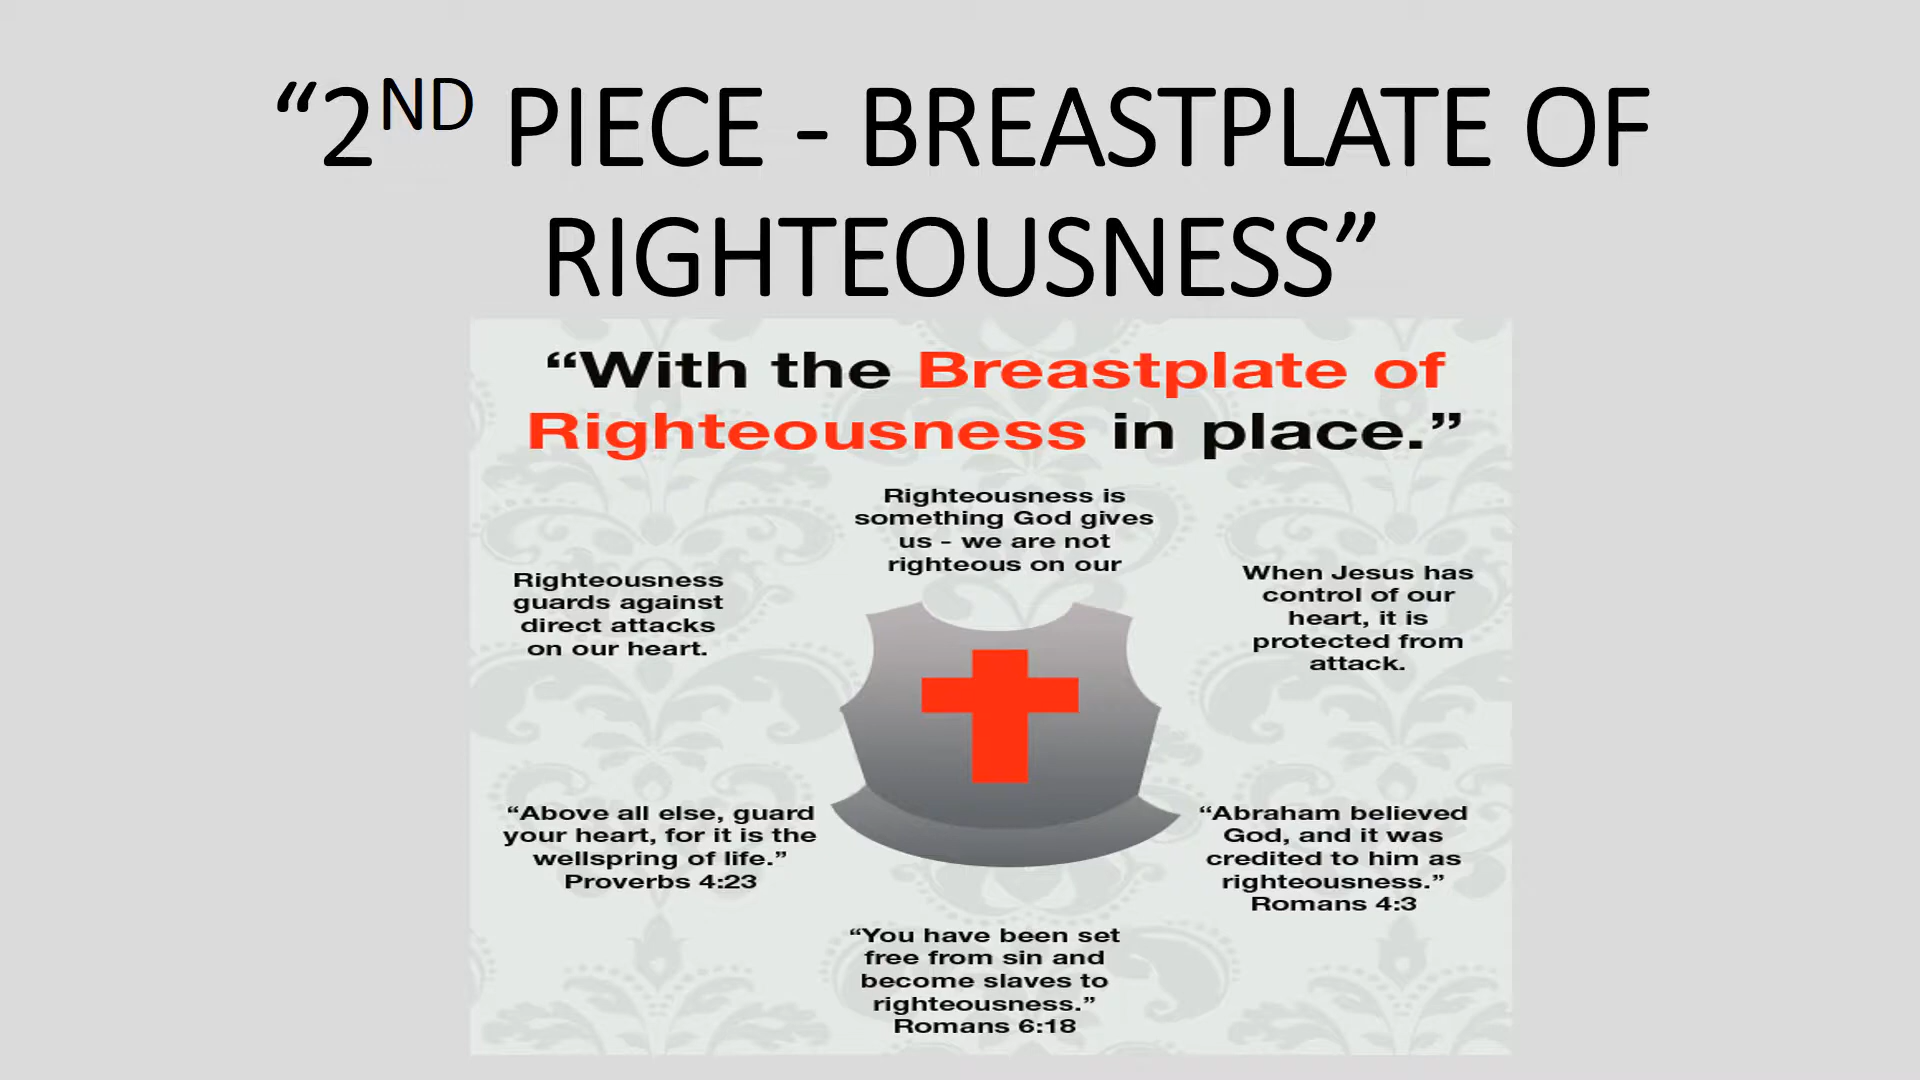 “2ND PIECE - BREASTPLATE OF
RIGHTEOUSNESS”
“With the Breastplate of
Righteousness in place.”
Righteousness is
something God gives
us - we are not
righteous on our
Righteousness
guards against
direct attacks
on our heart.
When Jesus has
control of our
heart, it is
protected from
attack.
“Above all else, guard
your heart, for it is the
wellspring of life.”
Proverbs 4:23
“Abraham believed
God, and it was
credited to him as
righteousness.”
Romans 4:3
“You have been set
free from sin and
become slaves to
righteousness.”
Romans 6:18